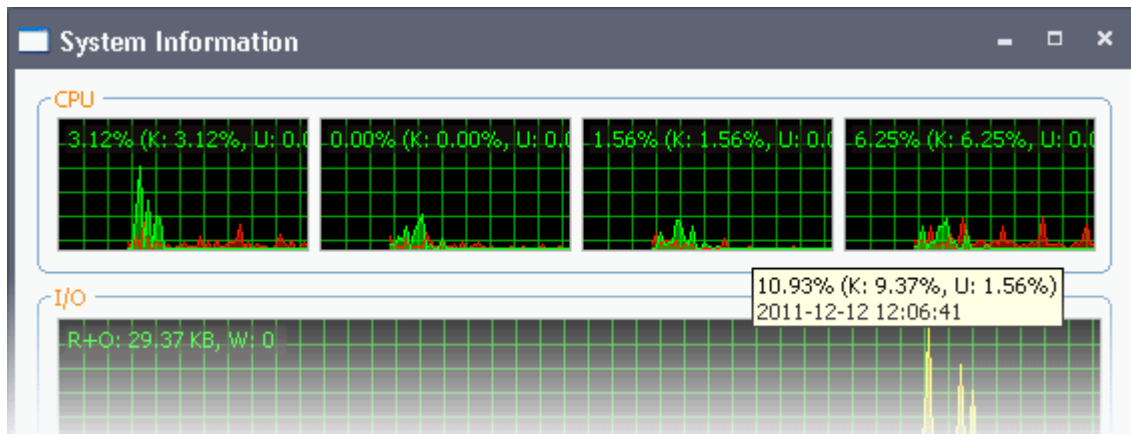 System Information
CPU
3.12% (K: 3.12%, U: 0.0
0.00% (K: 0.00%, U: 0.0
1.56% (K: 1.56%, U: 0.0
6.25% (K: 6.25%, U: 0.0
10.93% (K: 9.37%, U: 1.56%)
2011-12-12 12:06:41
I/O
R+O: 29.37 KB, W: 0